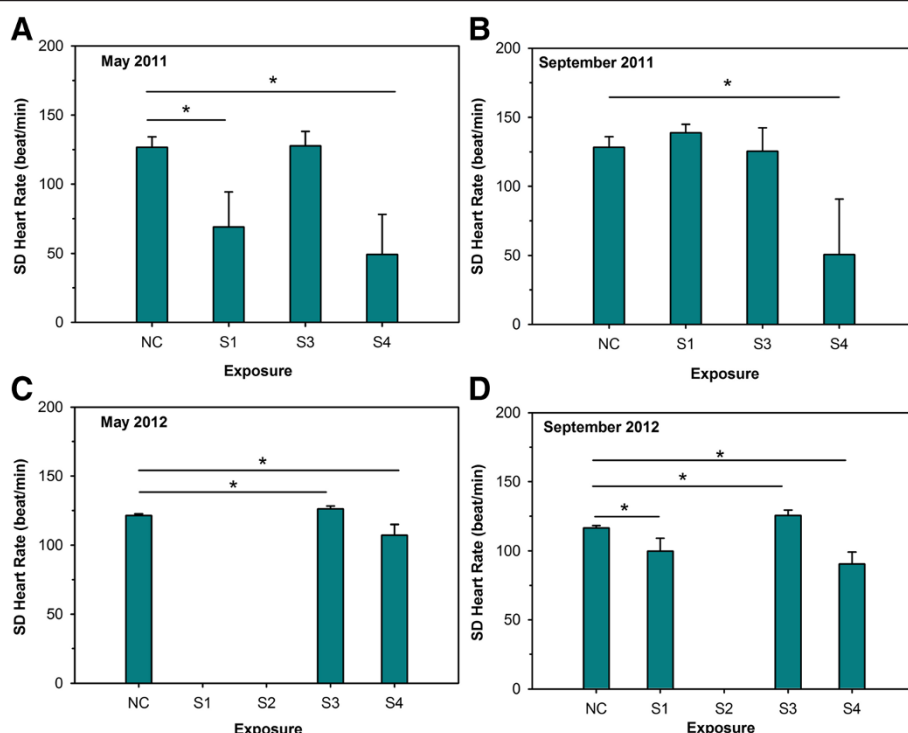 A
May 2011
SD Heart Rate (beat/min)
200
150
100
50
0
*
*
NC S1 S3 S4
Exposure
B
September 2011
SD Heart Rate (beat/min)
200
150
100
50
0
*
NC S1 S3 S4
Exposure
C
May 2012
SD Heart Rate (beat/min)
200
150
100
50
0
*
*
NC S1 S2 S3 S4
Exposure
D
September 2012
SD Heart Rate (beat/min)
200
150
100
50
0
*
*
*
NC S1 S2 S3 S4
Exposure